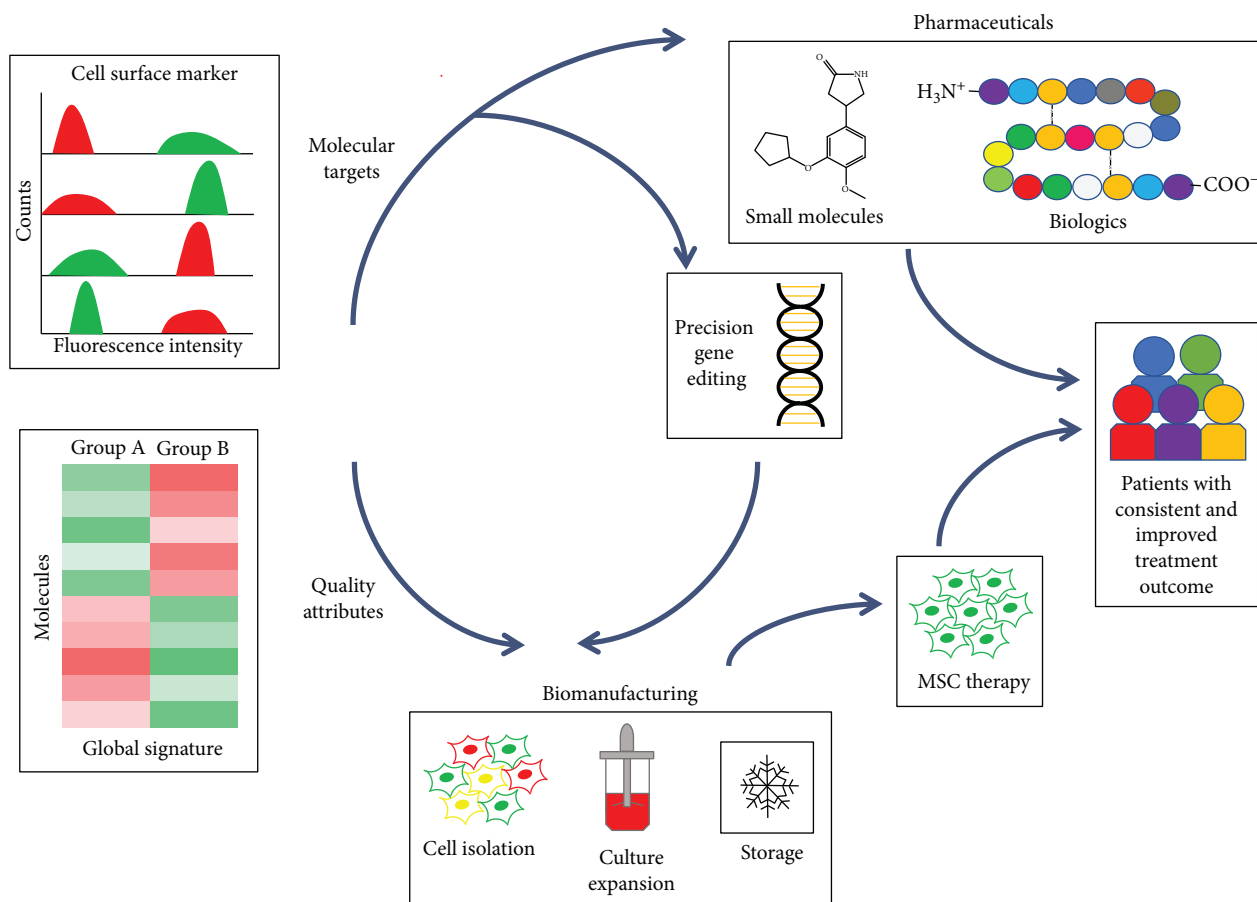 Cell surface marker
Counts
Fluorescence intensity
Group A Group B
Molecules
Global signature
Molecular
targets
Quality
attributes
Pharmaceuticals
O
NH
O
O
Small molecules
H₃N⁺
COO⁻
Biologics
Precision
gene
editing
Biomanufacturing
Cell isolation
Culture
expansion
Storage
MSC therapy
Patients with
consistent and
improved
treatment
outcome